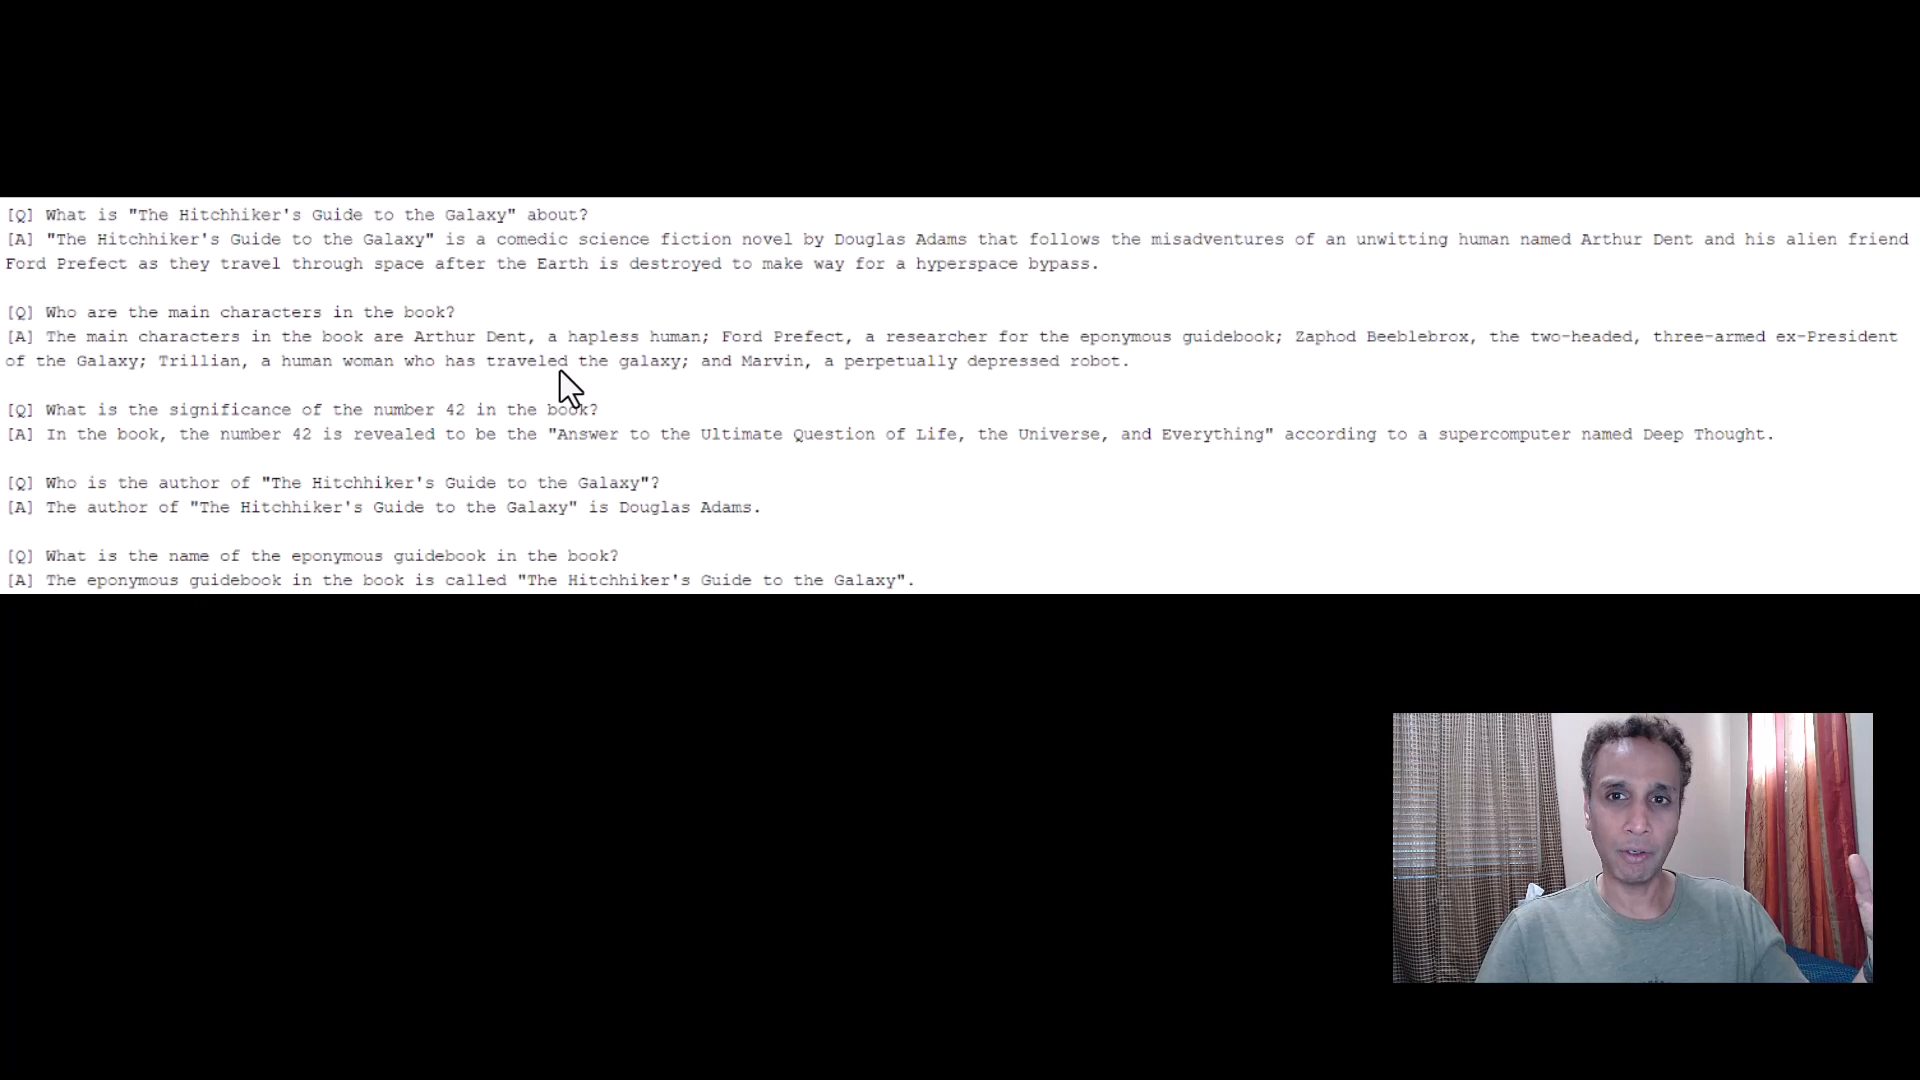 [Q] What is "The Hitchhiker's Guide to the Galaxy" about?
[A] "The Hitchhiker's Guide to the Galaxy" is a comedic science fiction novel by Douglas Adams that follows the misadventures of an unwitting human named Arthur Dent and his alien friend
Ford Prefect as they travel through space after the Earth is destroyed to make way for a hyperspace bypass.
[Q] Who are the main characters in the book?
[A] The main characters in the book are Arthur Dent, a hapless human; Ford Prefect, a researcher for the eponymous guidebook; Zaphod Beeblebrox, the two-headed, three-armed ex-President
of the Galaxy; Trillian, a human woman who has traveled the galaxy; and Marvin, a perpetually depressed robot.
[Q] What is the significance of the number 42 in the book?
[A] In the book, the number 42 is revealed to be the "Answer to the Ultimate Question of Life, the Universe, and Everything" according to a supercomputer named Deep Thought.
[Q] Who is the author of "The Hitchhiker's Guide to the Galaxy"?
[A] The author of "The Hitchhiker's Guide to the Galaxy" is Douglas Adams.
[Q] What is the name of the eponymous guidebook in the book?
[A] The eponymous guidebook in the book is called "The Hitchhiker's Guide to the Galaxy".